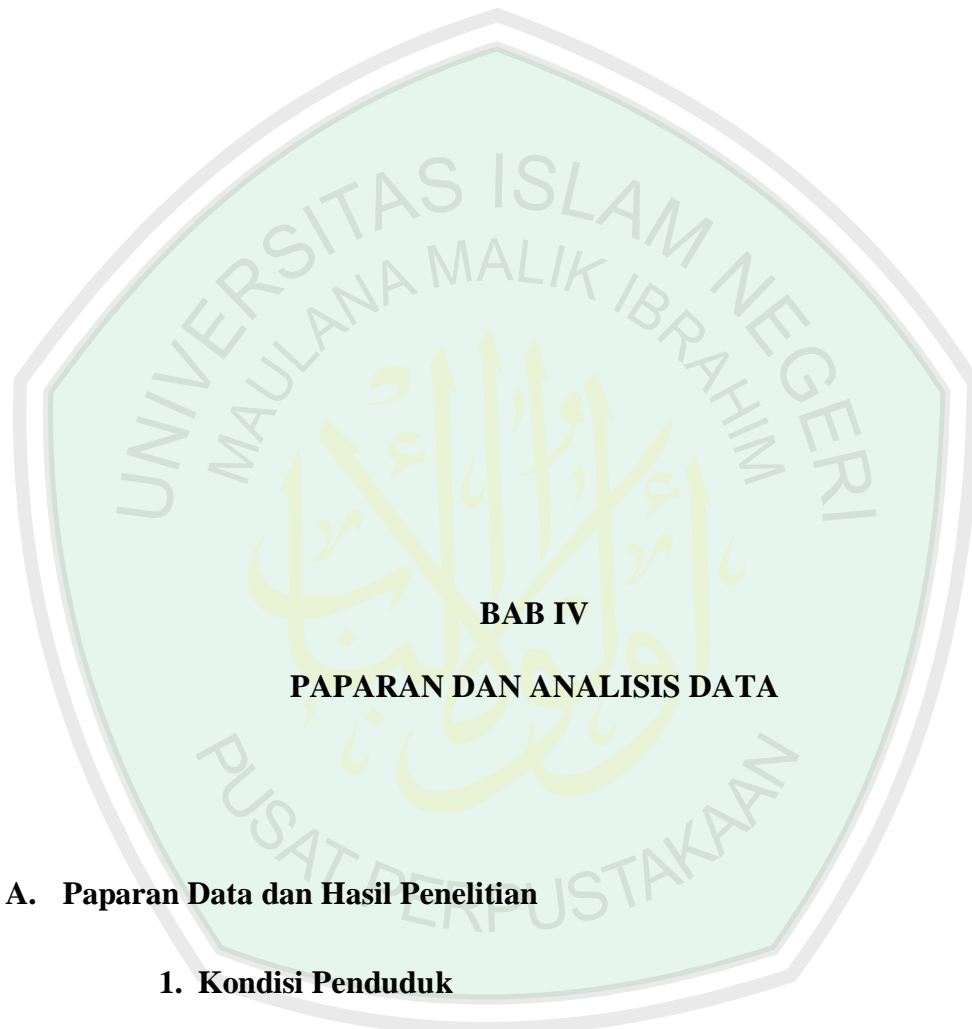 UNIVERSITAS ISLAM NEGERI
MAULANA MALIK IBRAHIM
BAB IV
PAPARAN DAN ANALISIS DATA
PUSAT PERPUSTAKAAN
A. Paparan Data dan Hasil Penelitian
1. Kondisi Penduduk